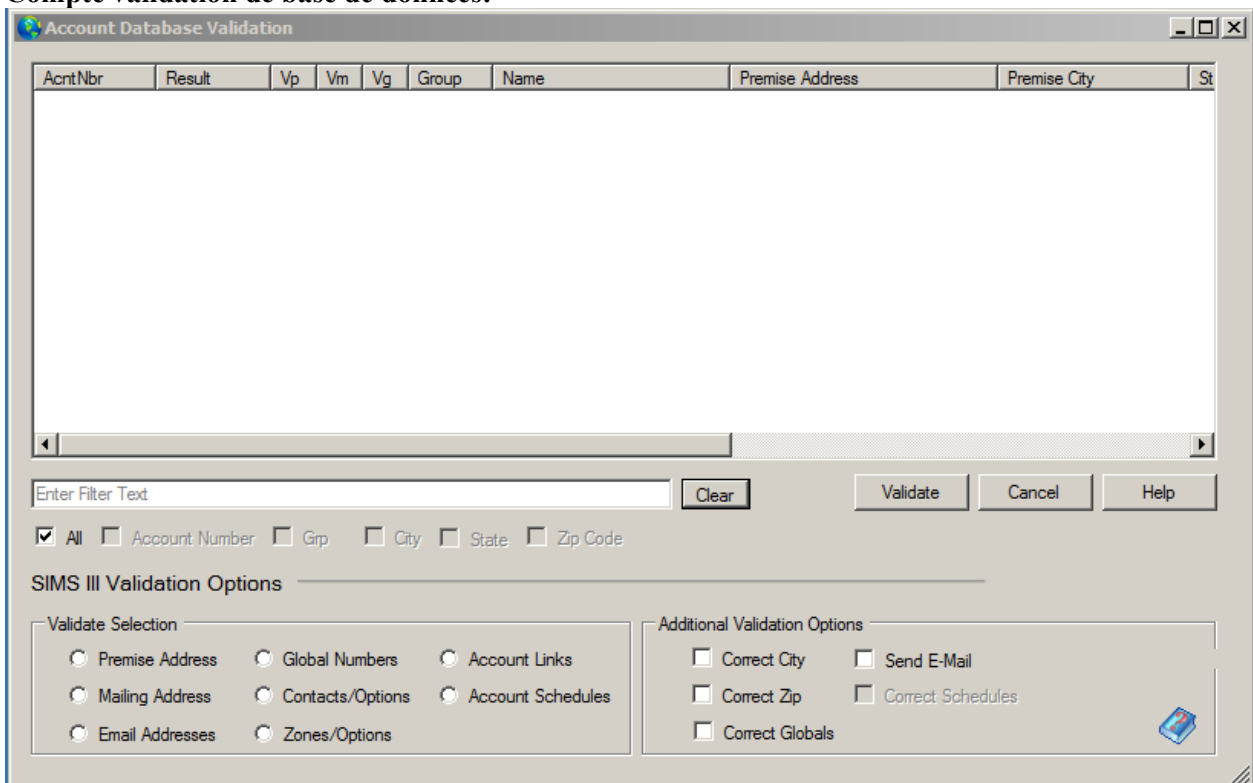 Compte validation de base de données.
Account Database Validation
AcntNbr Result Vp Vm Vg Group Name Premise Address Premise City St
Enter Filter Text Clear Validate Cancel Help
All Account Number Grp City State Zip Code
SIMS III Validation Options
Validate Selection Additional Validation Options
Premise Address Global Numbers Account Links Correct City Send E-Mail
Mailing Address Contacts/Options Account Schedules Correct Zip Correct Schedules
Email Addresses Zones/Options Correct Globals